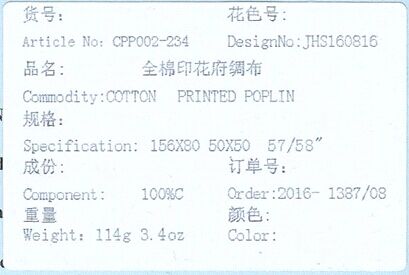 货号: 花色号:
Article No: CPP002-234 DesignNo:JHS160816
品名: 全棉印花府绸布
Commodity:COTTON PRINTED POPLIN
规格:
Specification: 156X80 50X50 57/58"
成份: 订单号:
Component: 100%C Order:2016- 1387/08
重量 颜色:
Weight: 114g 3.4oz Color: